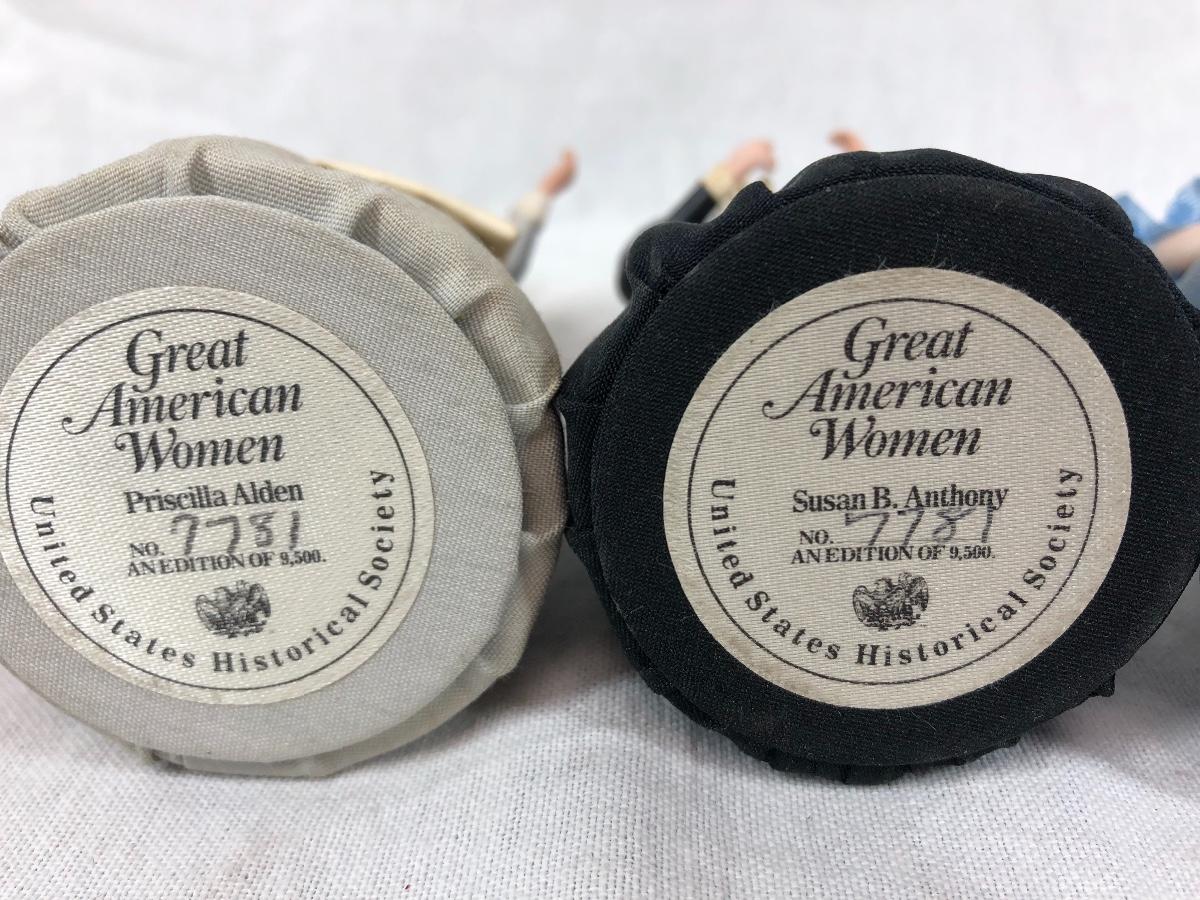 Great
American
Women
Priscilla Alden
NO. 7781
AN EDITION OF 9,500.
United States Historical Society
Great
American
Women
Susan B. Anthony
NO. 7781
AN EDITION OF 9,500.
United States Historical Society